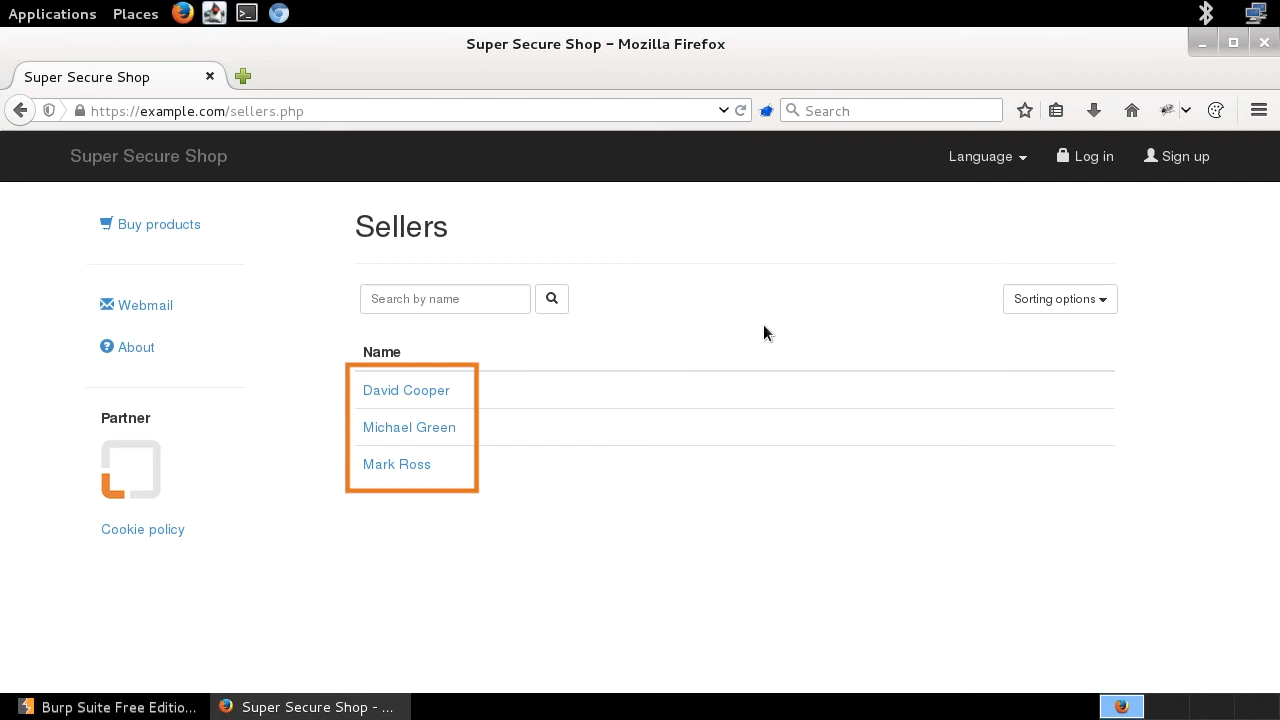 Applications Places
Super Secure Shop – Mozilla Firefox
Super Secure Shop
https://example.com/sellers.php
Search
Super Secure Shop
Language
Log in
Sign up
Buy products
Webmail
About
Partner
Cookie policy
Sellers
Search by name
Sorting options
Name
David Cooper
Michael Green
Mark Ross
Burp Suite Free Editio...
Super Secure Shop - ...